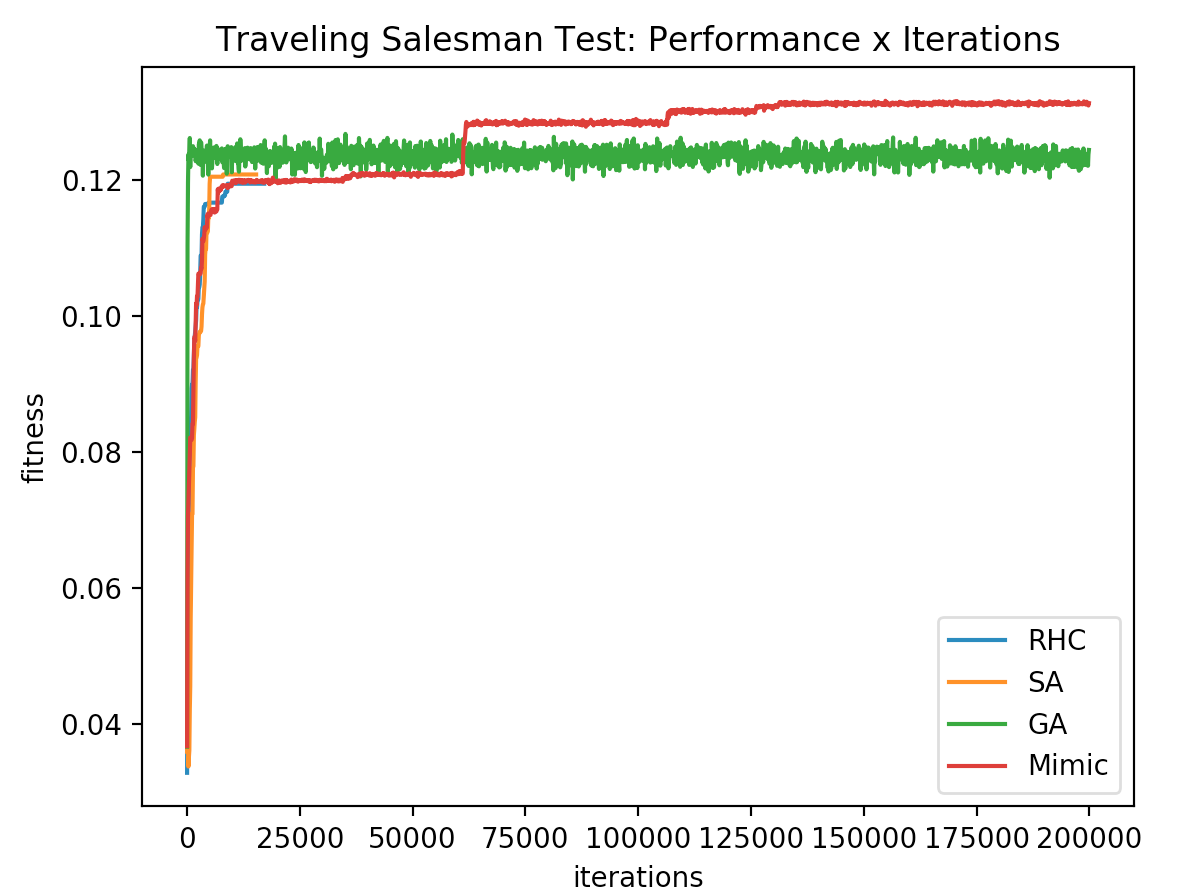 Traveling Salesman Test: Performance x Iterations
fitness
0.12
0.10
0.08
0.06
0.04
RHC
SA
GA
Mimic
0 25000 50000 75000 100000 125000 150000 175000 200000
iterations